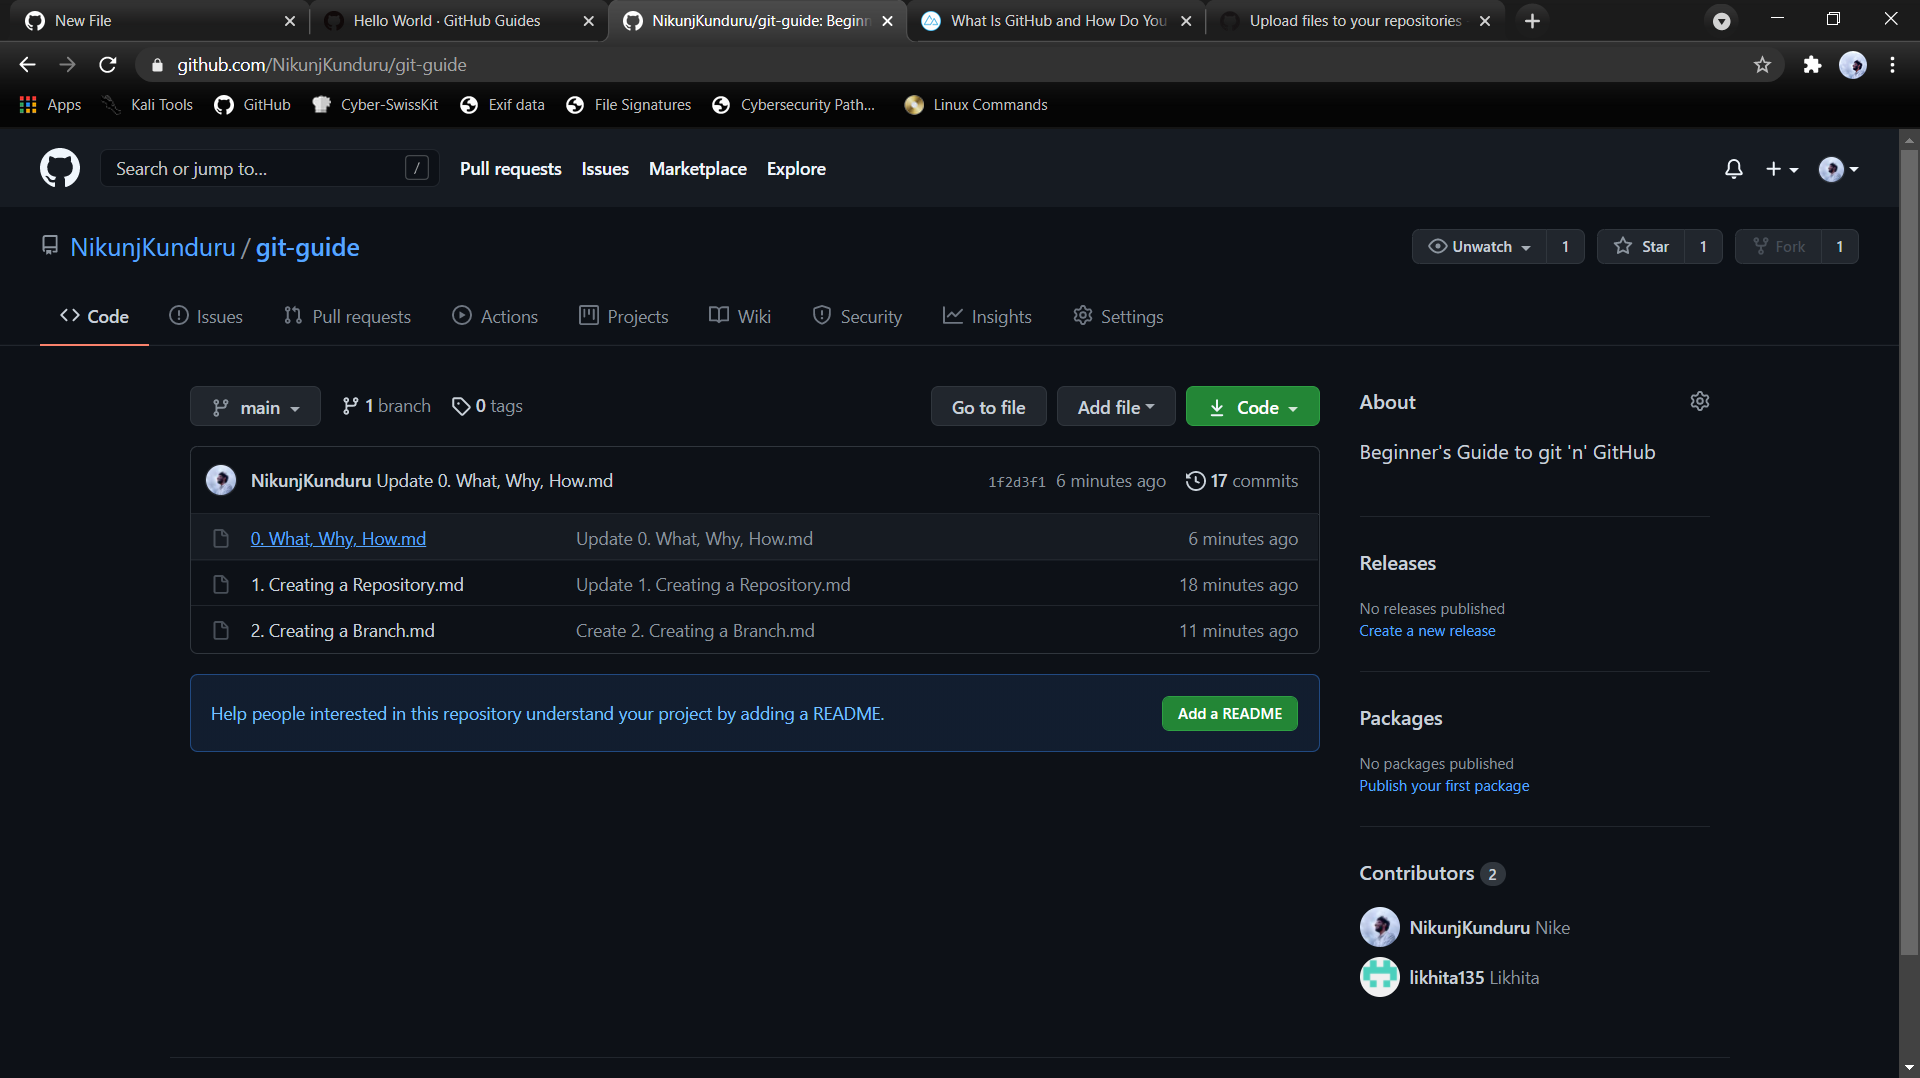 New File
Hello World · GitHub Guides
NikunjKunduru/git-guide: Beginn
What Is GitHub and How Do You
Upload files to your repositories
github.com/NikunjKunduru/git-guide
Apps
Kali Tools
GitHub
Cyber-SwissKit
Exif data
File Signatures
Cybersecurity Path...
Linux Commands
Search or jump to...
/
Pull requests
Issues
Marketplace
Explore
NikunjKunduru / git-guide
Unwatch 1
Star 1
Fork 1
Code
Issues
Pull requests
Actions
Projects
Wiki
Security
Insights
Settings
main
1 branch
0 tags
Go to file
Add file
Code
NikunjKunduru Update 0. What, Why, How.md 1f2d3f1 6 minutes ago 17 commits
0. What, Why, How.md Update 0. What, Why, How.md 6 minutes ago
1. Creating a Repository.md Update 1. Creating a Repository.md 18 minutes ago
2. Creating a Branch.md Create 2. Creating a Branch.md 11 minutes ago
Help people interested in this repository understand your project by adding a README.
Add a README
About
Beginner's Guide to git 'n' GitHub
Releases
No releases published
Create a new release
Packages
No packages published
Publish your first package
Contributors 2
NikunjKunduru Nike
likhita135 Likhita